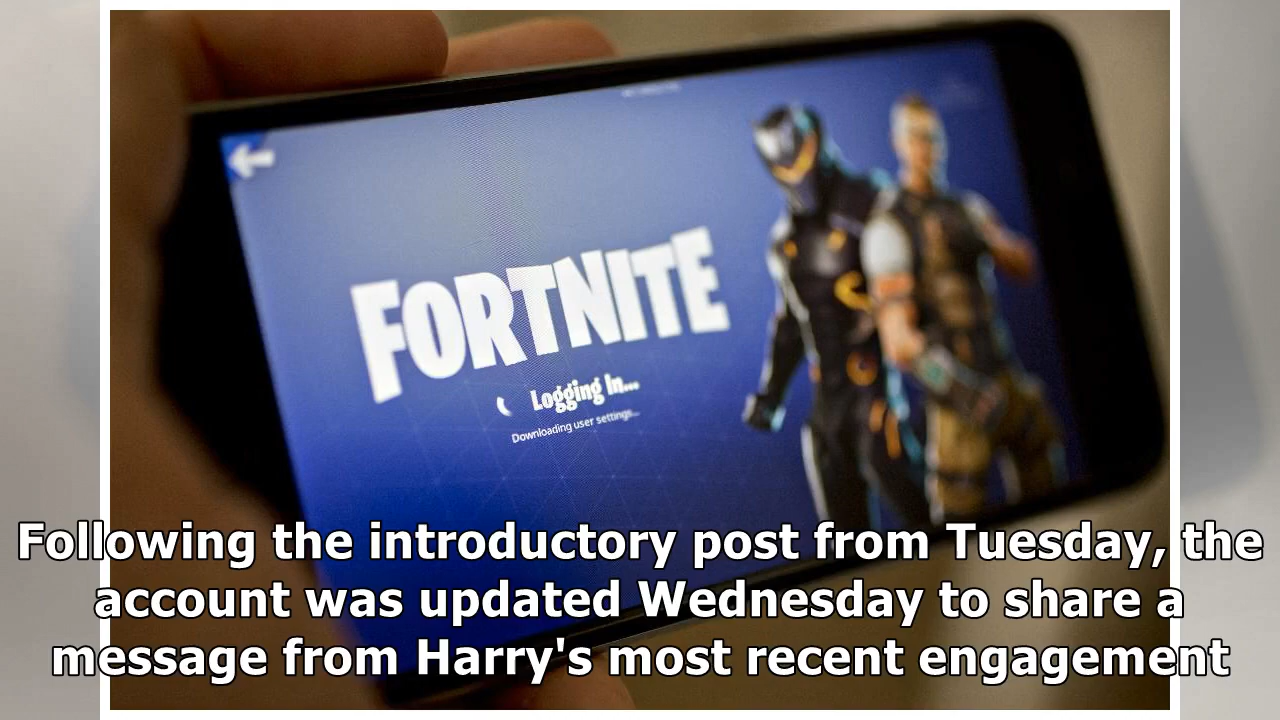 FORTNITE
Logging In...
Downloading user settings...
Following the introductory post from Tuesday, the
account was updated Wednesday to share a
message from Harry's most recent engagement